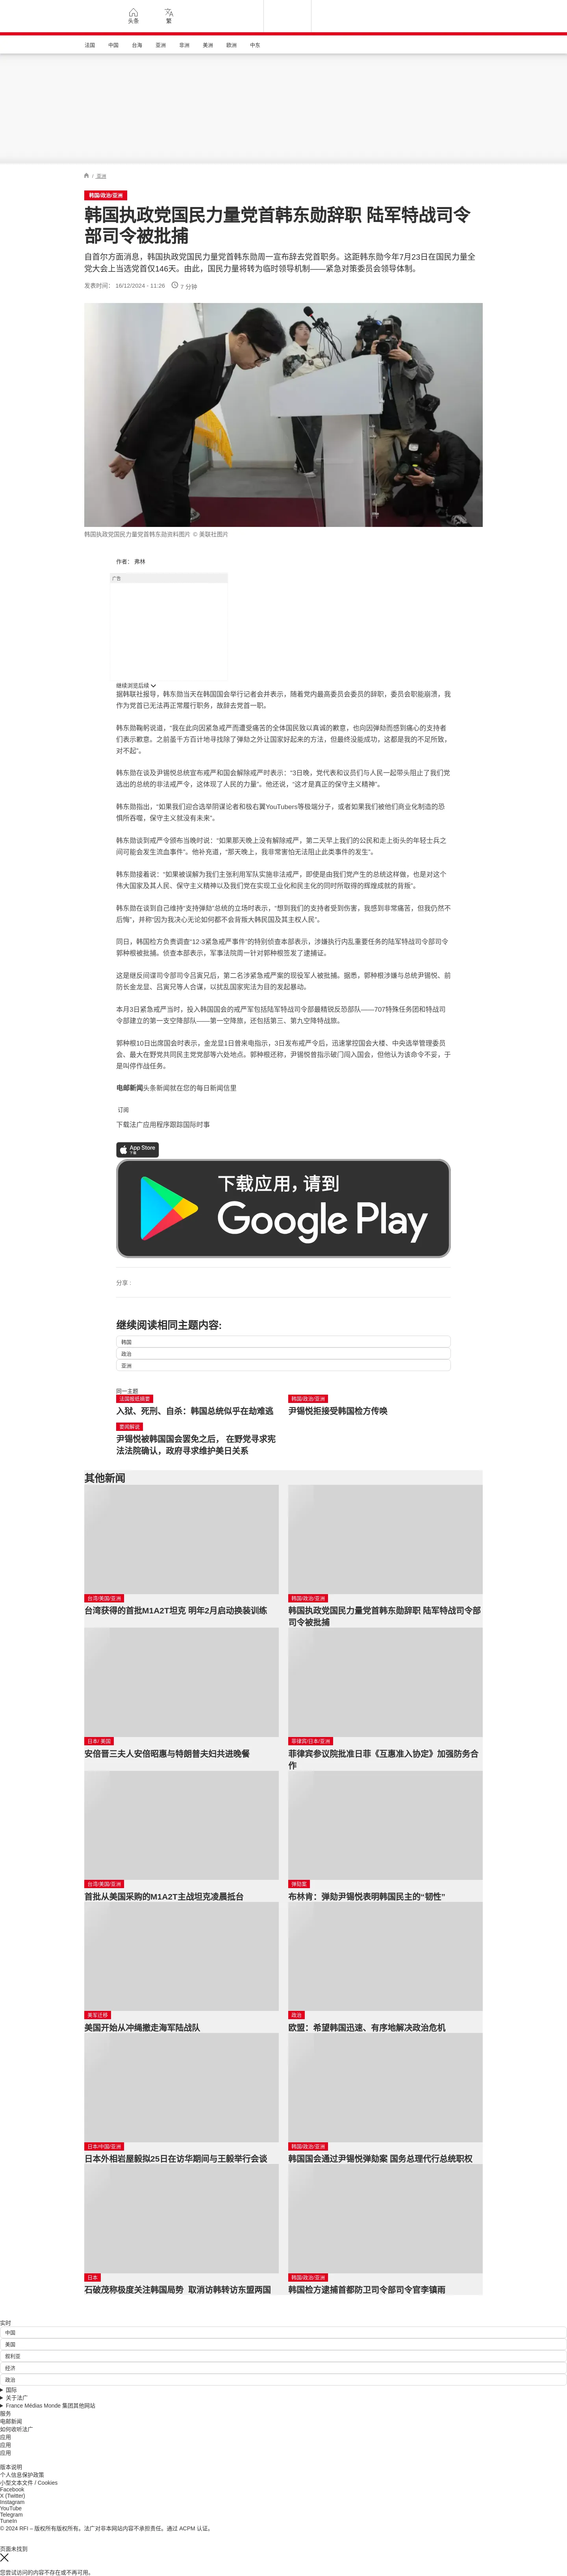 头条
繁
法国
中国
台海
亚洲
非洲
美洲
欧洲
中东
/ 亚洲
韩国/政治/亚洲
韩国执政党国民力量党首韩东勋辞职 陆军特战司令
部司令被批捕
自首尔方面消息，韩国执政党国民力量党首韩东勋周一宣布辞去党首职务。这距韩东勋今年7月23日在国民力量全
党大会上当选党首仅146天。由此，国民力量将转为临时领导机制——紧急对策委员会领导体制。
发表时间： 16/12/2024 - 11:26
7 分钟
韩国执政党国民力量党首韩东勋资料图片 © 美联社图片
作者： 弗林
广告
继续浏览后续
据韩联社报导，韩东勋当天在韩国国会举行记者会并表示，随着党内最高委员会委员的辞职，委员会职能崩溃，我
作为党首已无法再正常履行职务，故辞去党首一职。
韩东勋鞠躬说道，“我在此向因紧急戒严而遭受痛苦的全体国民致以真诚的歉意，也向因弹劾而感到痛心的支持者
们表示歉意。之前虽千方百计地寻找除了弹劾之外让国家好起来的方法，但最终没能成功，这都是我的不足所致，
对不起”。
韩东勋在谈及尹锡悦总统宣布戒严和国会解除戒严时表示：“3日晚，党代表和议员们与人民一起带头阻止了我们党
选出的总统的非法戒严令，这体现了人民的力量”。他还说，“这才是真正的保守主义精神”。
韩东勋指出，“如果我们迎合选举阴谋论者和极右翼YouTubers等极端分子，或者如果我们被他们商业化制造的恐
惧所吞噬，保守主义就没有未来”。
韩东勋谈到戒严令颁布当晚时说：“如果那天晚上没有解除戒严，第二天早上我们的公民和走上街头的年轻士兵之
间可能会发生流血事件”。他补充道，“那天晚上，我非常害怕无法阻止此类事件的发生”。
韩东勋接着说：“如果被误解为我们主张利用军队实施非法戒严，即使是由我们党产生的总统这样做，也是对这个
伟大国家及其人民、保守主义精神以及我们党在实现工业化和民主化的同时所取得的辉煌成就的背叛”。
韩东勋在谈到自己维持“支持弹劾”总统的立场时表示，“想到我们的支持者受到伤害，我感到非常痛苦，但我仍然不
后悔”，并称“因为我决心无论如何都不会背叛大韩民国及其主权人民”。
同日，韩国检方负责调查“12·3紧急戒严事件”的特别侦查本部表示，涉嫌执行内乱重要任务的陆军特战司令部司令
郭种根被批捕。侦查本部表示，军事法院周一针对郭种根签发了逮捕证。
这是继反间谍司令部司令吕寅兄后，第二名涉紧急戒严案的现役军人被批捕。据悉，郭种根涉嫌与总统尹锡悦、前
防长金龙显、吕寅兄等人合谋，以扰乱国家宪法为目的发起暴动。
本月3日紧急戒严当时，投入韩国国会的戒严军包括陆军特战司令部最精锐反恐部队——707特殊任务团和特战司
令部建立的第一支空降部队——第一空降旅，还包括第三、第九空降特战旅。
郭种根10日出席国会时表示，金龙显1日曾来电指示，3日发布戒严令后，迅速掌控国会大楼、中央选举管理委员
会、最大在野党共同民主党党部等六处地点。郭种根还称，尹锡悦曾指示破门闯入国会，但他认为该命令不妥，于
是叫停作战任务。
电邮新闻头条新闻就在您的每日新闻信里
订阅
下载法广应用程序跟踪国际时事
App Store
下载
下载应用，请到
Google Play
分享 :
继续阅读相同主题内容:
韩国
政治
亚洲
同一主题
法国报纸摘要
入狱、死刑、自杀：韩国总统似乎在劫难逃
韩国/政治/亚洲
尹锡悦拒接受韩国检方传唤
要闻解说
尹锡悦被韩国国会罢免之后， 在野党寻求宪
法法院确认，政府寻求维护美日关系
其他新闻
台湾/美国/亚洲
台湾获得的首批M1A2T坦克 明年2月启动换装训练
韩国/政治/亚洲
韩国执政党国民力量党首韩东勋辞职 陆军特战司令部
司令被批捕
日本/ 美国
安倍晋三夫人安倍昭惠与特朗普夫妇共进晚餐
菲律宾/日本/亚洲
菲律宾参议院批准日菲《互惠准入协定》加强防务合
作
台湾/美国/亚洲
首批从美国采购的M1A2T主战坦克凌晨抵台
弹劾案
布林肯：弹劾尹锡悦表明韩国民主的“韧性”
美军迁移
美国开始从冲绳撤走海军陆战队
政治
欧盟：希望韩国迅速、有序地解决政治危机
日本/中国/亚洲
日本外相岩屋毅拟25日在访华期间与王毅举行会谈
韩国/政治/亚洲
韩国国会通过尹锡悦弹劾案 国务总理代行总统职权
日本
石破茂称极度关注韩国局势 取消访韩转访东盟两国
韩国/政治/亚洲
韩国检方逮捕首都防卫司令部司令官李镇雨
实时
中国
美国
叙利亚
经济
政治
国际
关于法广
France Médias Monde 集团其他网站
服务
电邮新闻
如何收听法广
应用
应用
应用
版本说明
个人信息保护政策
小型文本文件 / Cookies
Facebook
X (Twitter)
Instagram
YouTube
Telegram
TuneIn
© 2024 RFI – 版权所有版权所有。法广对非本网站内容不承担责任。通过 ACPM 认证。
页面未找到
您尝试访问的内容不存在或不再可用。